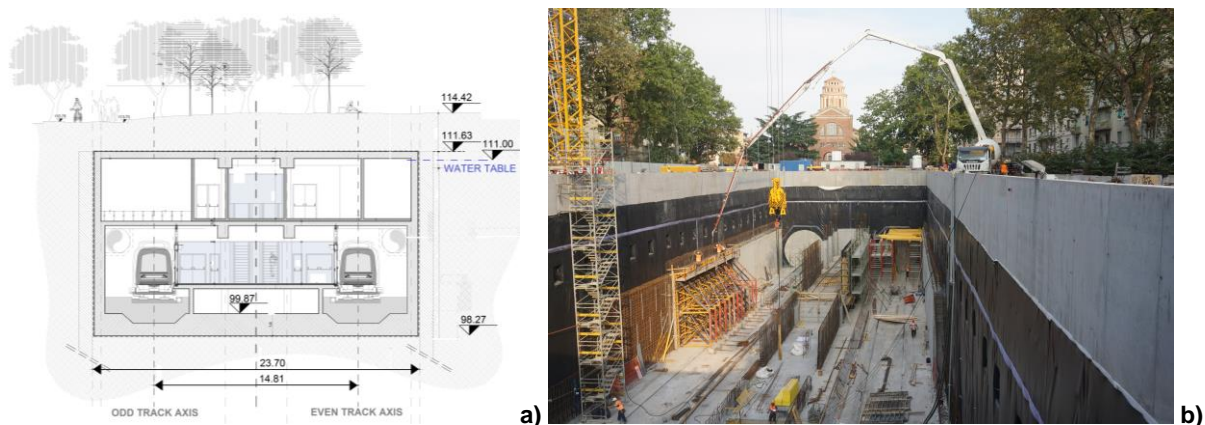 114.42
111.63
111.00
WATER TABLE
99.87
98.27
23.70
14.81
ODD TRACK AXIS
EVEN TRACK AXIS
a)
b)